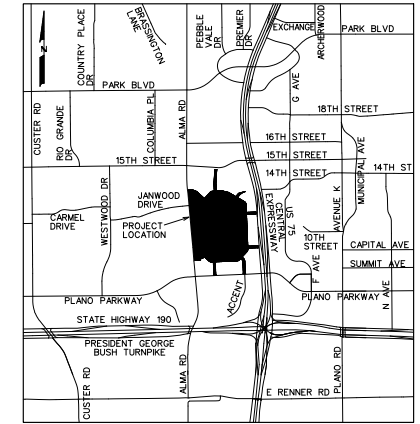 N
COUNTRY PLACE
DR
BRASSINGTON
LANE
PEBBLE
VALE
DR
PREMIER
DR
EXCHANGE
ARCHERWOOD
PARK BLVD
CUSTER RD
RIO GRANDE
DR
PARK BLVD
COLUMBIA PL
ALMA RD
G AVE
18TH STREET
16TH STREET
15TH STREET
15TH STREET
14TH STREET
14TH ST
MUNICIPAL AVE
WESTWOOD DR
JANWOOD
DRIVE
CARMEL
DRIVE
PROJECT
LOCATION
US 75
CENTRAL
EXPRESSWAY
AVENUE K
10TH
STREET
CAPITAL AVE
SUMMIT AVE
F AVE
N AVE
PLANO PARKWAY
ACCENT
PLANO PARKWAY
STATE HIGHWAY 190
PRESIDENT GEORGE
BUSH TURNPIKE
CUSTER RD
ALMA RD
PLANO RD
E RENNER RD